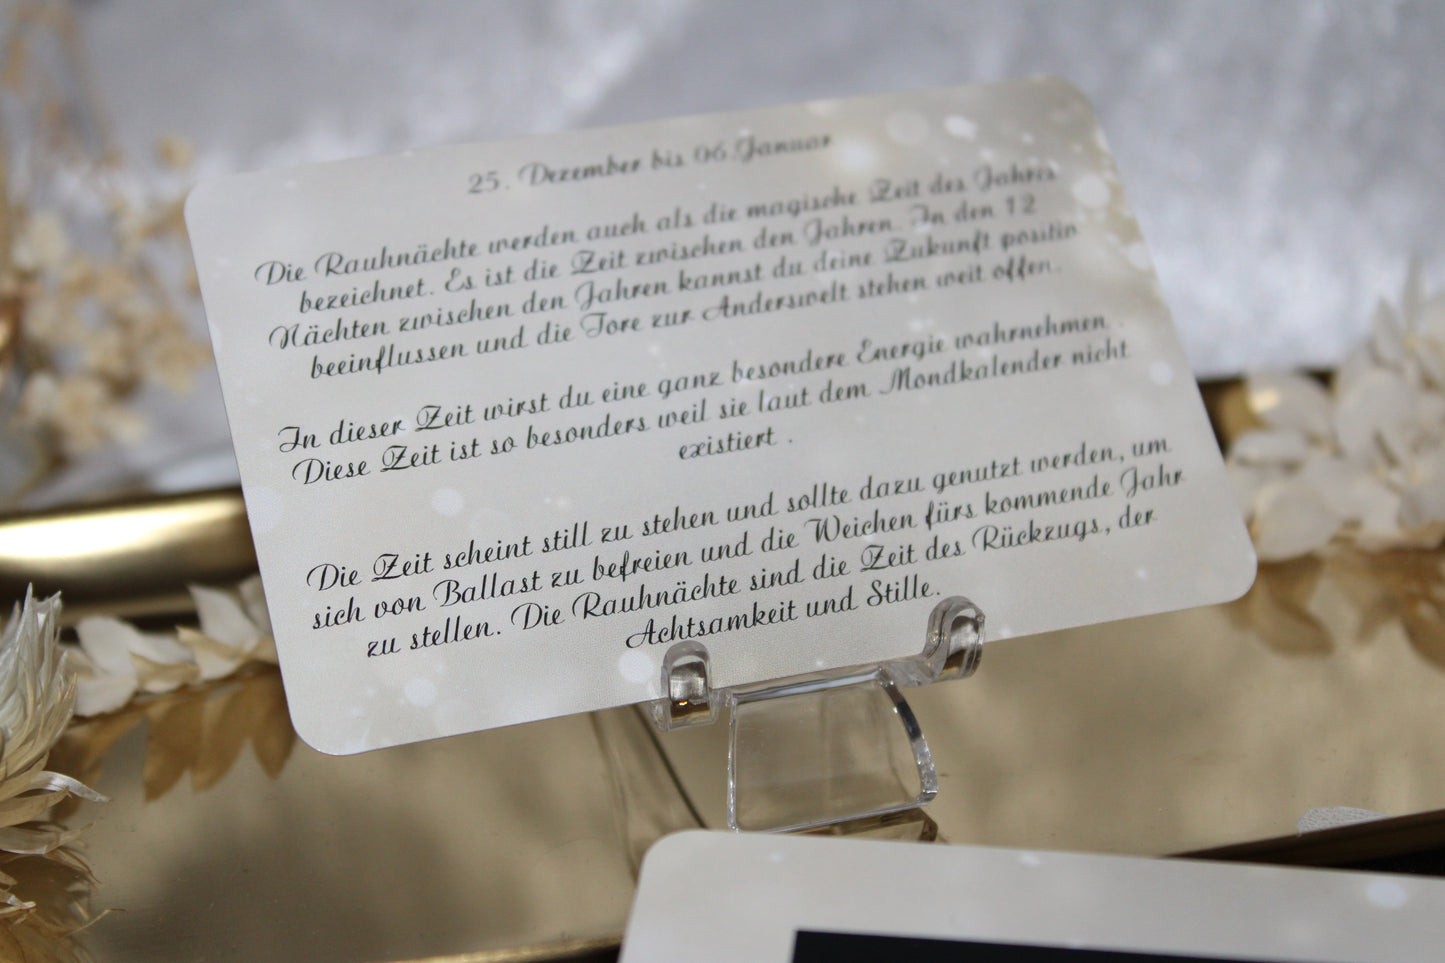 25. Dezember bis 06.Januar
Die Rauhnächte werden auch als die magische Zeit des Jahres
bezeichnet. Es ist die Zeit zwischen den Jahren. In den 12
Nächten zwischen den Jahren kannst du deine Zukunft positiv
beeinflussen und die Tore zur Anderswelt stehen weit offen.
In dieser Zeit wirst du eine ganz besondere Energie wahrnehmen .
Diese Zeit ist so besonders weil sie laut dem Mondkalender nicht
existiert .
Die Zeit scheint still zu stehen und sollte dazu genutzt werden, um
sich von Ballast zu befreien und die Weichen fürs kommende Jahr
zu stellen. Die Rauhnächte sind die Zeit des Rückzugs, der
Achtsamkeit und Stille.